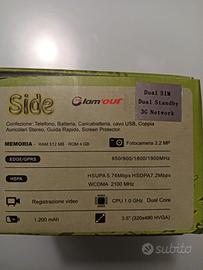 Side
Glam'out
Dual SIM
Dual Standby
3G Network
Confezione: Telefono, Batteria, Caricabatteria, cavo USB, Coppia
Auricolari Stereo, Guida Rapida, Screen Protector.
MEMORIA - RAM 512 MB - ROM 4 GB
Fotocamera 3.2 MP
EDGE/GPRS
850/900/1800/1900MHz
HSPA
HSUPA 5.76Mbps HSDPA7.2Mbps
WCDMA 2100 MHz
Registrazione video
CPU 1.0 GHz Dual Core
1.200 mAh
3.5" (320x480 HVGA)
subito